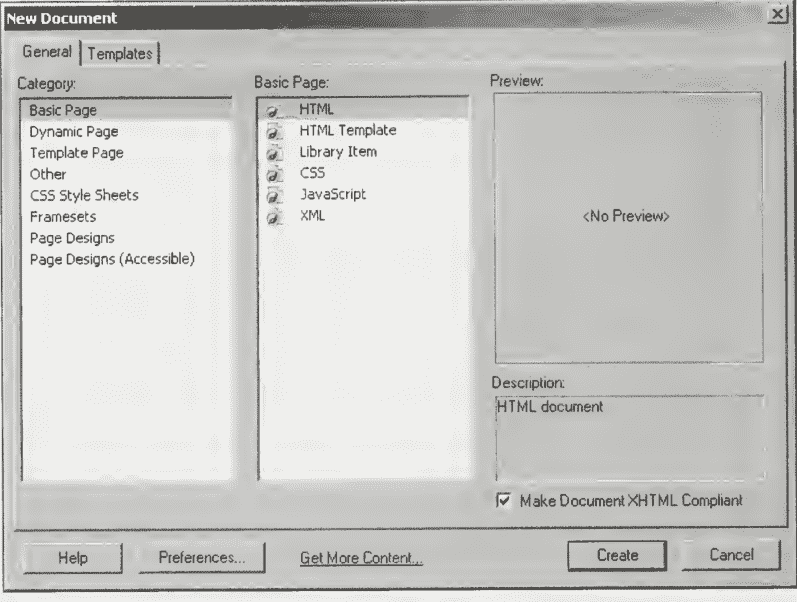 New Document
General
Templates
Category:
Basic Page
Dynamic Page
Template Page
Other
CSS Style Sheets
Framesets
Page Designs
Page Designs (Accessible)
Basic Page:
HTML
HTML Template
Library Item
CSS
JavaScript
XML
Preview:
<No Preview>
Description:
HTML document
Make Document XHTML Compliant
Help
Preferences...
Get More Content...
Create
Cancel